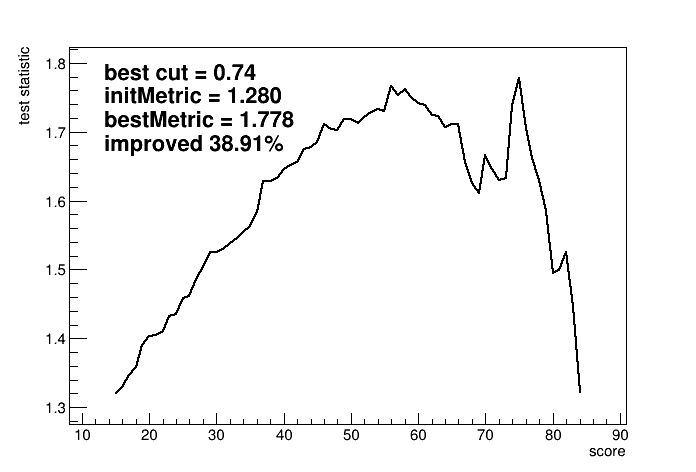 test statistic
best cut = 0.74
initMetric = 1.280
bestMetric = 1.778
improved 38.91%
1.8
1.7
1.6
1.5
1.4
1.3
10 20 30 40 50 60 70 80 90
score